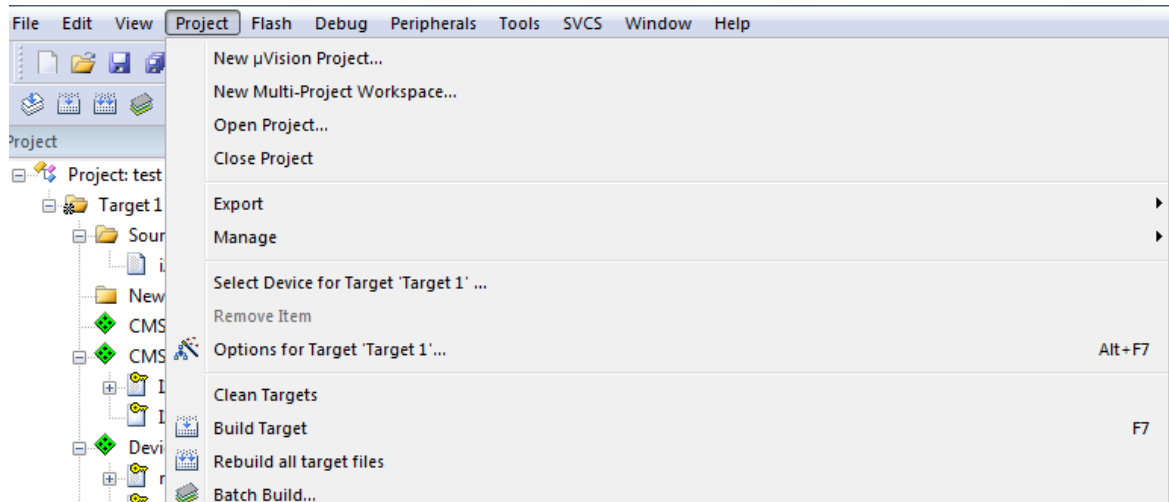 File Edit View Project Flash Debug Peripherals Tools SVCS Window Help
New µVision Project...
New Multi-Project Workspace...
Open Project...
Close Project
Project
Project: test
Target 1
Export
Manage
Select Device for Target 'Target 1' ...
New
Remove Item
CMS
Options for Target 'Target 1'... Alt+F7
Clean Targets
Build Target F7
Rebuild all target files
Batch Build...